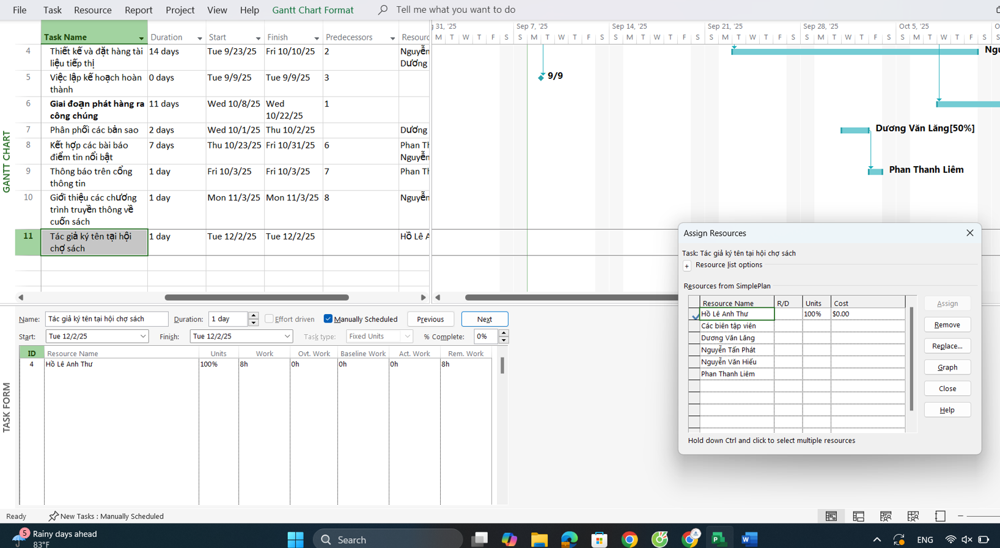 File Task Resource Report Project View Help Gantt Chart Format Tell me what you want to do
Task Name Duration Start Finish Predecessors Resourc
31, '25 Sep 7, '25 Sep 14, '25 Sep 21, '25 Sep 28, '25 Oct 5, '25
M T W T F S S M T W T F S S M T W T F S S M T W T F S S M T W T F S S M T W T F S S
4 Thiết kế và đặt hàng tài 14 days Tue 9/23/25 Fri 10/10/25 2 Nguyễn
liệu tiếp thị Dương
5 Việc lập kế hoạch hoàn 0 days Tue 9/9/25 Tue 9/9/25 3
thành
9/9
6 Giai đoạn phát hàng ra 11 days Wed 10/8/25 Wed 1
công chúng 10/22/25
7 Phân phối các bản sao 2 days Wed 10/1/25 Thu 10/2/25 Dương
Dương Văn Lăng[50%]
8 Kết hợp các bài báo 7 days Thu 10/23/25 Fri 10/31/25 6 Phan Th
điểm tin nổi bật Nguyễn
9 Thông báo trên cổng 1 day Fri 10/3/25 Fri 10/3/25 7 Phan Th
thông tin
Phan Thanh Liêm
10 Giới thiệu các chương 1 day Mon 11/3/25 Mon 11/3/25 8 Nguyễn
trình truyền thông về
cuốn sách
11 Tác giả ký tên tại hội 1 day Tue 12/2/25 Tue 12/2/25 Hồ Lê A
chợ sách
GANTT CHART
Assign Resources
Task: Tác giả ký tên tại hội chợ sách
+ Resource list options
Resources from SimplePlan
Resource Name R/D Units Cost
Hồ Lê Anh Thư 100% $0.00
Các biên tập viên
Dương Văn Lăng
Nguyễn Tấn Phát
Nguyễn Văn Hiếu
Phan Thanh Liêm
Assign
Remove
Replace...
Graph
Close
Help
Hold down Ctrl and click to select multiple resources
Name: Tác giả ký tên tại hội chợ sách Duration: 1 day Effort driven Manually Scheduled Previous Next
Start: Tue 12/2/25 Finish: Tue 12/2/25 Task type: Fixed Units % Complete: 0%
ID Resource Name Units Work Ovt. Work Baseline Work Act. Work Rem. Work
4 Hồ Lê Anh Thư 100% 8h 0h 0h 0h 8h
TASK FORM
Ready New Tasks : Manually Scheduled
5 Rainy days ahead
83°F
Search
ENG